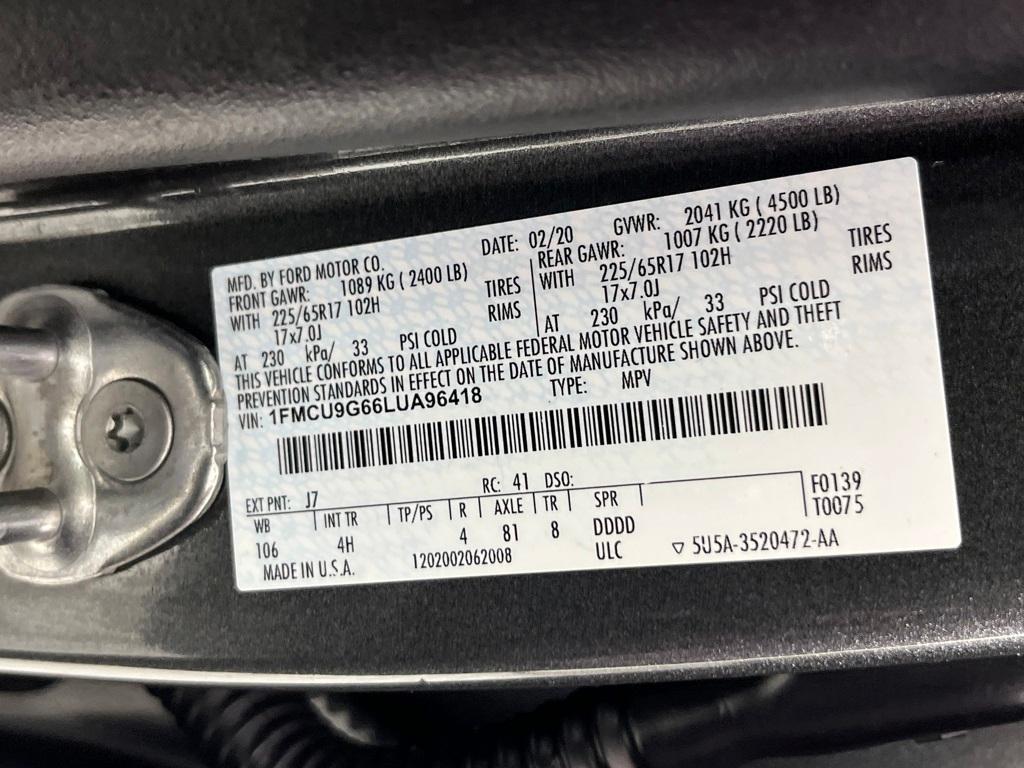 MFD. BY FORD MOTOR CO. DATE: 02/20 GVWR: 2041 KG ( 4500 LB)
FRONT GAWR: 1089 KG ( 2400 LB) REAR GAWR: 1007 KG ( 2220 LB)
WITH 225/65R17 102H TIRES WITH 225/65R17 102H TIRES
17x7.0J RIMS 17x7.0J RIMS
AT 230 kPa/ 33 PSI COLD AT 230 kPa/ 33 PSI COLD
THIS VEHICLE CONFORMS TO ALL APPLICABLE FEDERAL MOTOR VEHICLE SAFETY AND THEFT
PREVENTION STANDARDS IN EFFECT ON THE DATE OF MANUFACTURE SHOWN ABOVE.
VIN: 1FMCU9G66LUA96418 TYPE: MPV
EXT PNT: J7 RC: 41 DSO:
WB INT TR TP/PS R AXLE TR SPR F0139
106 4H 4 81 8 DDDD T0075
MADE IN U.S.A. 1202002062008 ULC ▽ 5U5A-3520472-AA